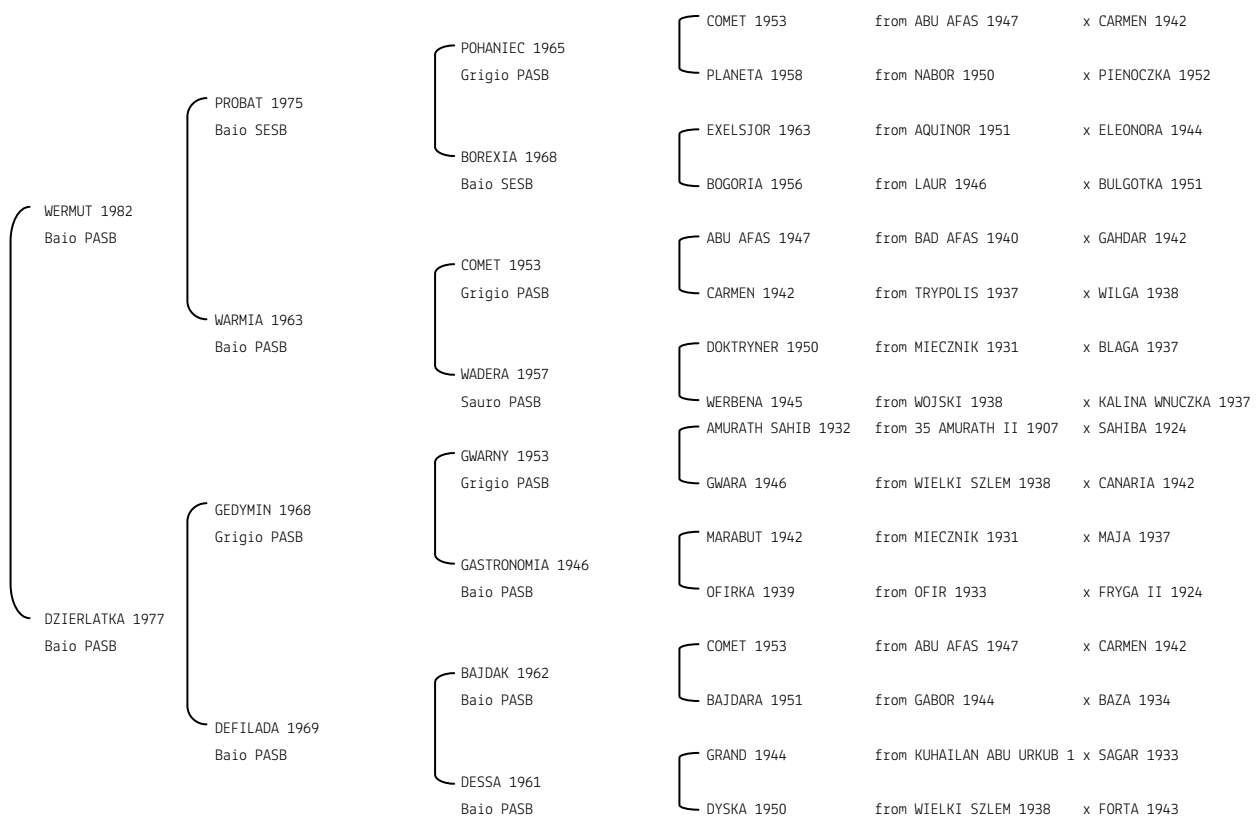 COMET 1953 from ABU AFAS 1947 x CARMEN 1942
POHANIEC 1965
Grigio PASB
PLANETA 1958 from NABOR 1950 x PIENOCZKA 1952
PROBAT 1975
Baio SESB
EXELSJOR 1963 from AQUINOR 1951 x ELEONORA 1944
BOREXIA 1968
Baio SESB
BOGORIA 1956 from LAUR 1946 x BULGOTKA 1951
WERMUT 1982
Baio PASB
ABU AFAS 1947 from BAD AFAS 1940 x GAHDAR 1942
COMET 1953
Grigio PASB
CARMEN 1942 from TRYPOLIS 1937 x WILGA 1938
WARMIA 1963
Baio PASB
DOKTRYNER 1950 from MIECZNIK 1931 x BLAGA 1937
WADERA 1957
Sauro PASB
WERBENA 1945 from WOJSKI 1938 x KALINA WNUCZKA 1937
AMURATH SAHIB 1932 from 35 AMURATH II 1907 x SAHIBA 1924
GWARNY 1953
Grigio PASB
GWARA 1946 from WIELKI SZLEM 1938 x CANARIA 1942
GEDYMIN 1968
Grigio PASB
MARABUT 1942 from MIECZNIK 1931 x MAJA 1937
GASTRONOMIA 1946
Baio PASB
OFIRKA 1939 from OFIR 1933 x FRYGA II 1924
DZIERLATKA 1977
Baio PASB
COMET 1953 from ABU AFAS 1947 x CARMEN 1942
BAJDAK 1962
Baio PASB
BAJDARA 1951 from GABOR 1944 x BAZA 1934
DEFILADA 1969
Baio PASB
GRAND 1944 from KUHAILAN ABU URKUB 1 x SAGAR 1933
DESSA 1961
Baio PASB
DYSKA 1950 from WIELKI SZLEM 1938 x FORTA 1943